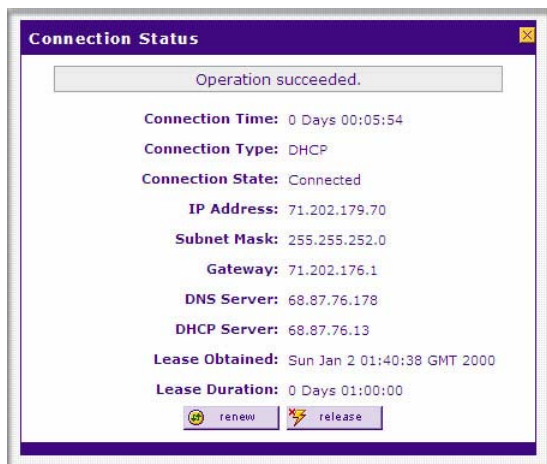 Connection Status
Operation succeeded.
Connection Time: 0 Days 00:05:54
Connection Type: DHCP
Connection State: Connected
IP Address: 71.202.179.70
Subnet Mask: 255.255.252.0
Gateway: 71.202.176.1
DNS Server: 68.87.76.178
DHCP Server: 68.87.76.13
Lease Obtained: Sun Jan 2 01:40:38 GMT 2000
Lease Duration: 0 Days 01:00:00
renew release